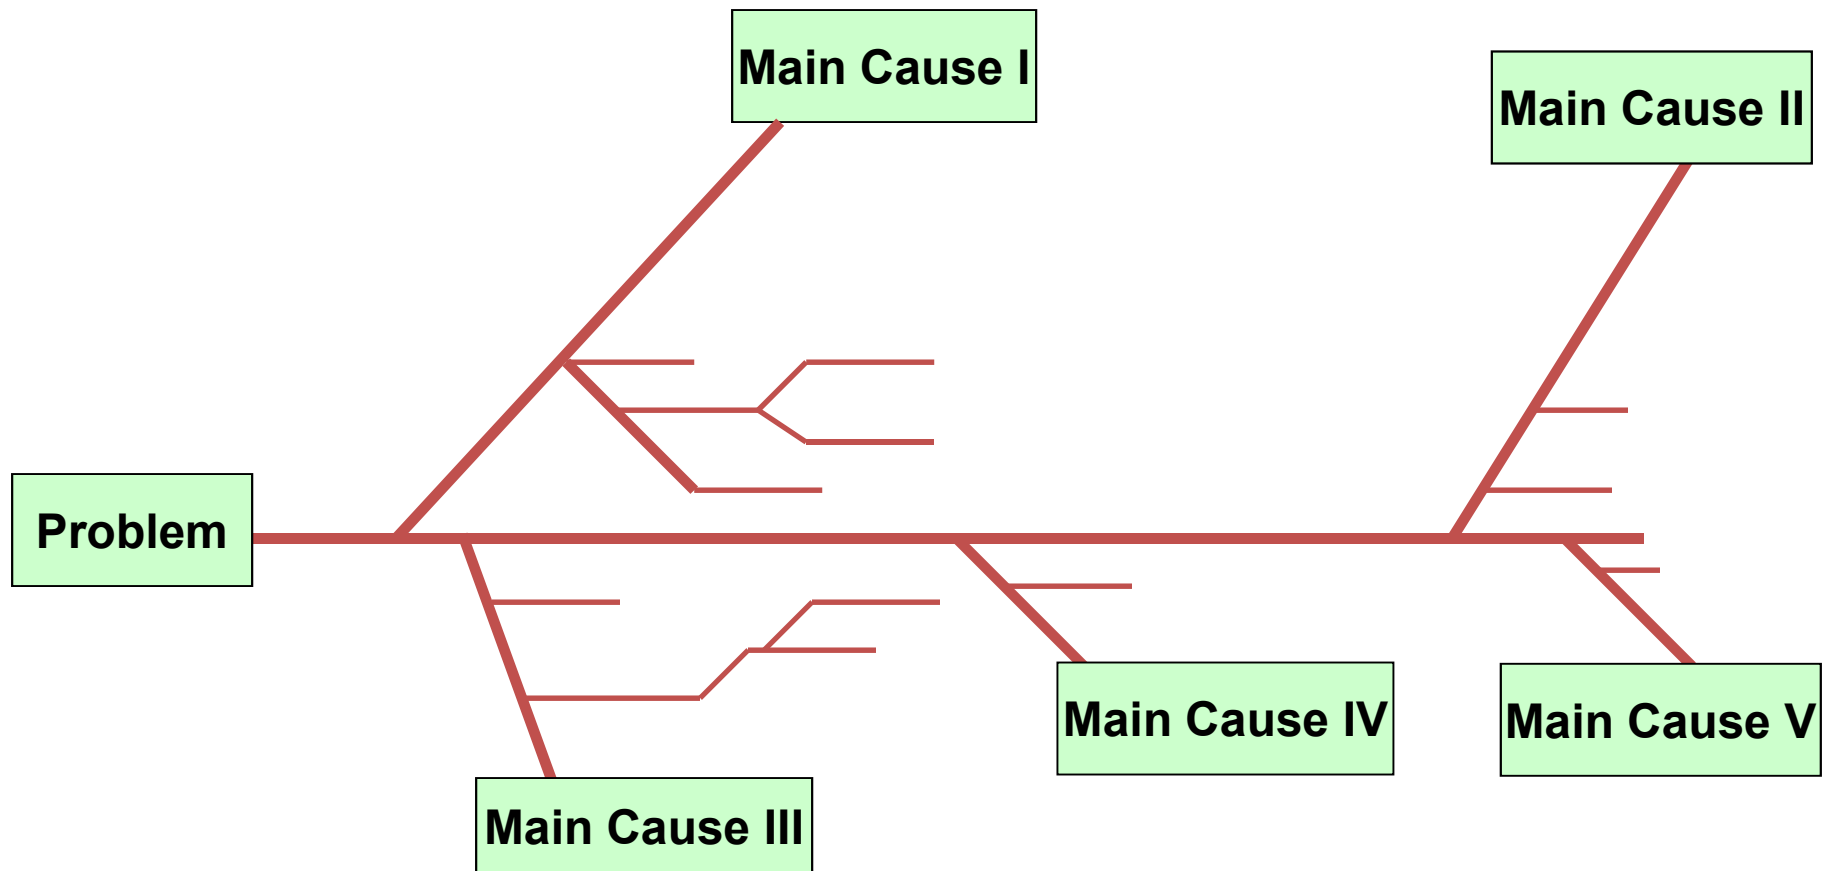 Main Cause I
Main Cause II
Problem
Main Cause IV
Main Cause V
Main Cause III